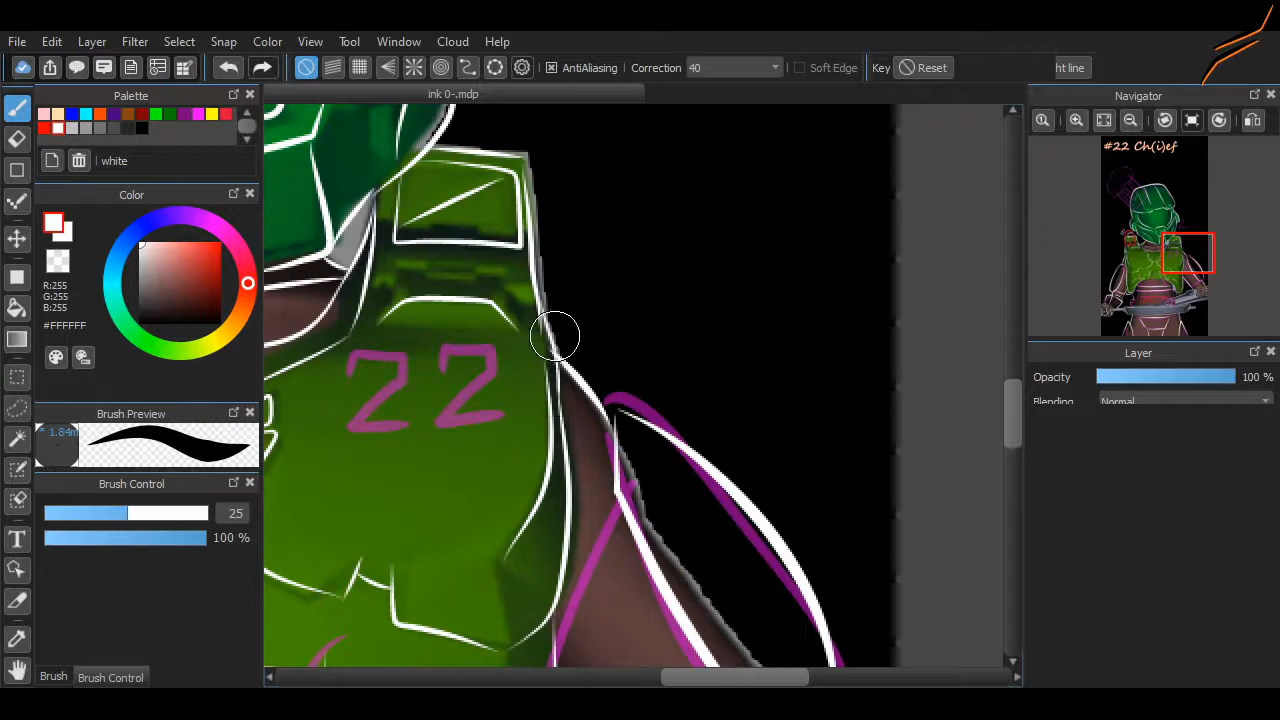 File Edit Layer Filter Select Snap Color View Tool Window Cloud Help
AntiAliasing Correction 40 Soft Edge Key Reset ht line
Palette
ink 0-.mdp
Navigator
white
#22 Ch(i)ef
Color
R:255
G:255
B:255
#FFFFFF
22
Layer
Opacity 100 %
Blending Normal
Brush Preview
* 1.84m
Brush Control
25
100 %
Brush Brush Control